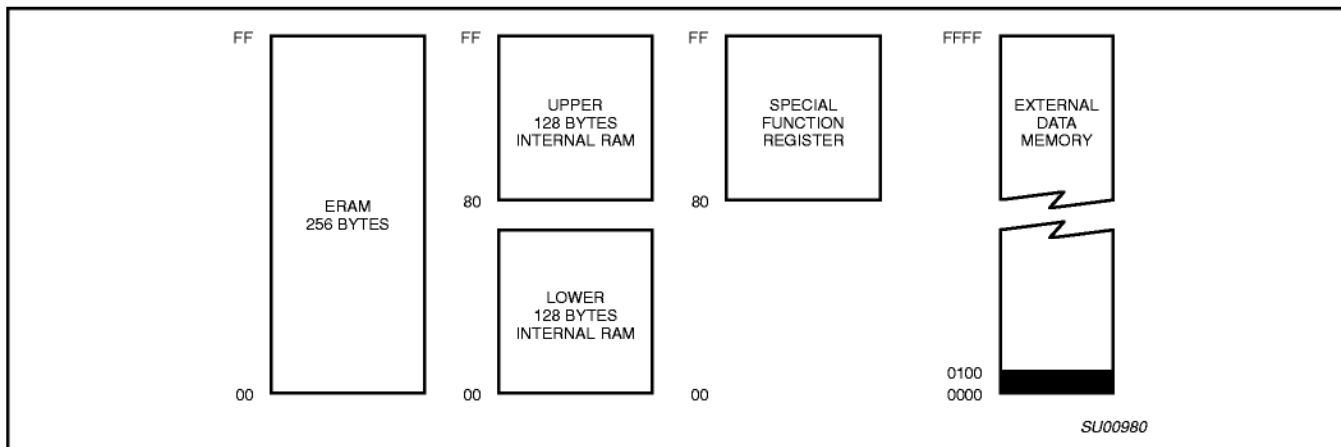 FF
ERAM
256 BYTES
00
FF
UPPER
128 BYTES
INTERNAL RAM
80
LOWER
128 BYTES
INTERNAL RAM
00
FF
SPECIAL
FUNCTION
REGISTER
80
00
FFFF
EXTERNAL
DATA
MEMORY
0100
0000
SU00980